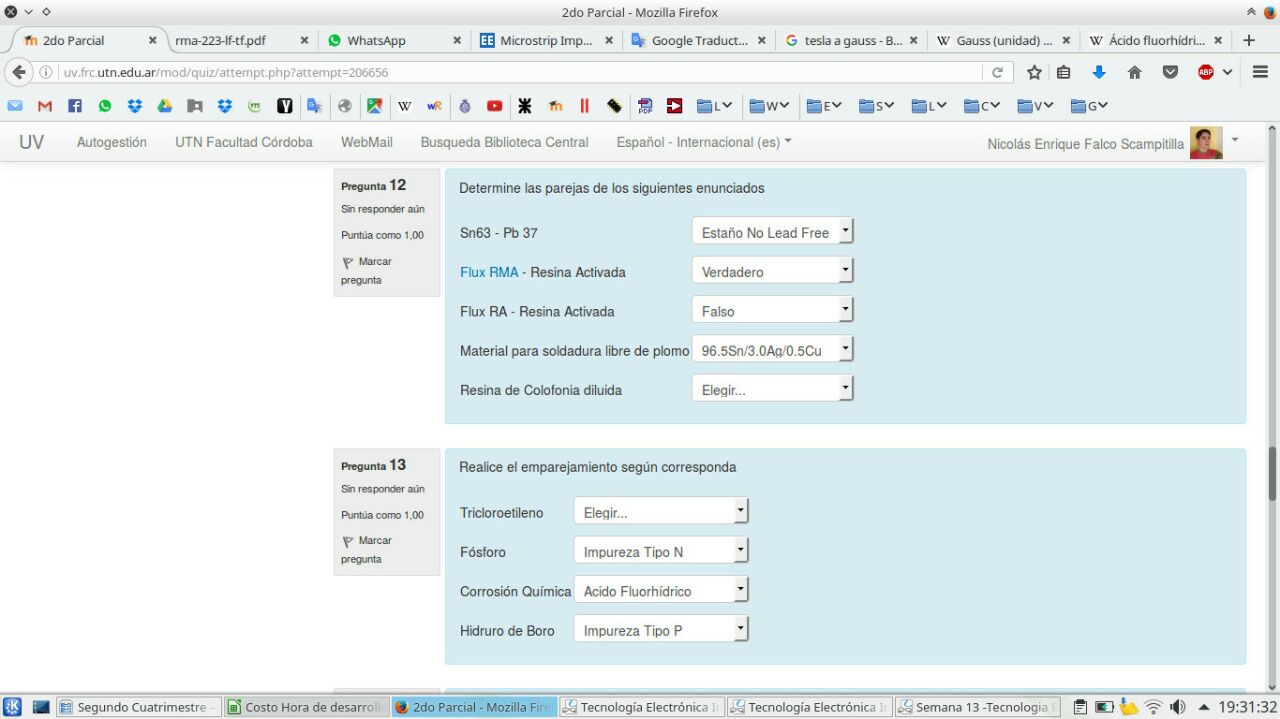 2do Parcial - Mozilla Firefox
2do Parcial
rma-223-lf-tf.pdf
WhatsApp
Microstrip Imp...
Google Traduct...
tesla a gauss - B...
Gauss (unidad) ...
Ácido fluorhídri...
uv.frc.utn.edu.ar/mod/quiz/attempt.php?attempt=206656
ABP
L W E S L C V G
UV Autogestión UTN Facultad Córdoba WebMail Busqueda Biblioteca Central Español - Internacional (es) Nicolás Enrique Falco Scampitilla
Pregunta 12
Sin responder aún
Puntúa como 1,00
Marcar
pregunta
Determine las parejas de los siguientes enunciados
Sn63 - Pb 37 Estaño No Lead Free
Flux RMA - Resina Activada Verdadero
Flux RA - Resina Activada Falso
Material para soldadura libre de plomo 96.5Sn/3.0Ag/0.5Cu
Resina de Colofonia diluida Elegir...
Pregunta 13
Sin responder aún
Puntúa como 1,00
Marcar
pregunta
Realice el emparejamiento según corresponda
Tricloroetileno Elegir...
Fósforo Impureza Tipo N
Corrosión Química Acido Fluorhídrico
Hidruro de Boro Impureza Tipo P
Segundo Cuatrimestre
Costo Hora de desarroll
2do Parcial - Mozilla Fire
Tecnología Electrónica
Tecnología Electrónica
Semana 13 -Tecnologia
19:31:32